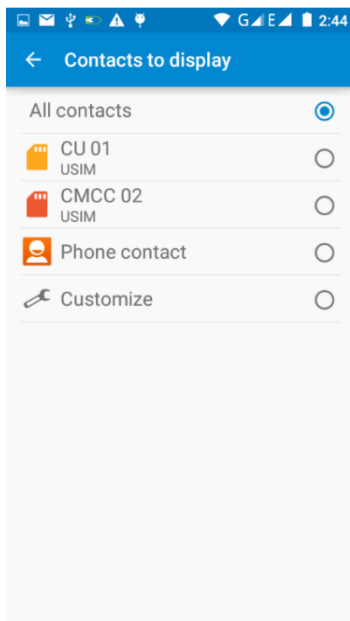 G E 2:44
Contacts to display
All contacts
CU 01
USIM
CMCC 02
USIM
Phone contact
Customize